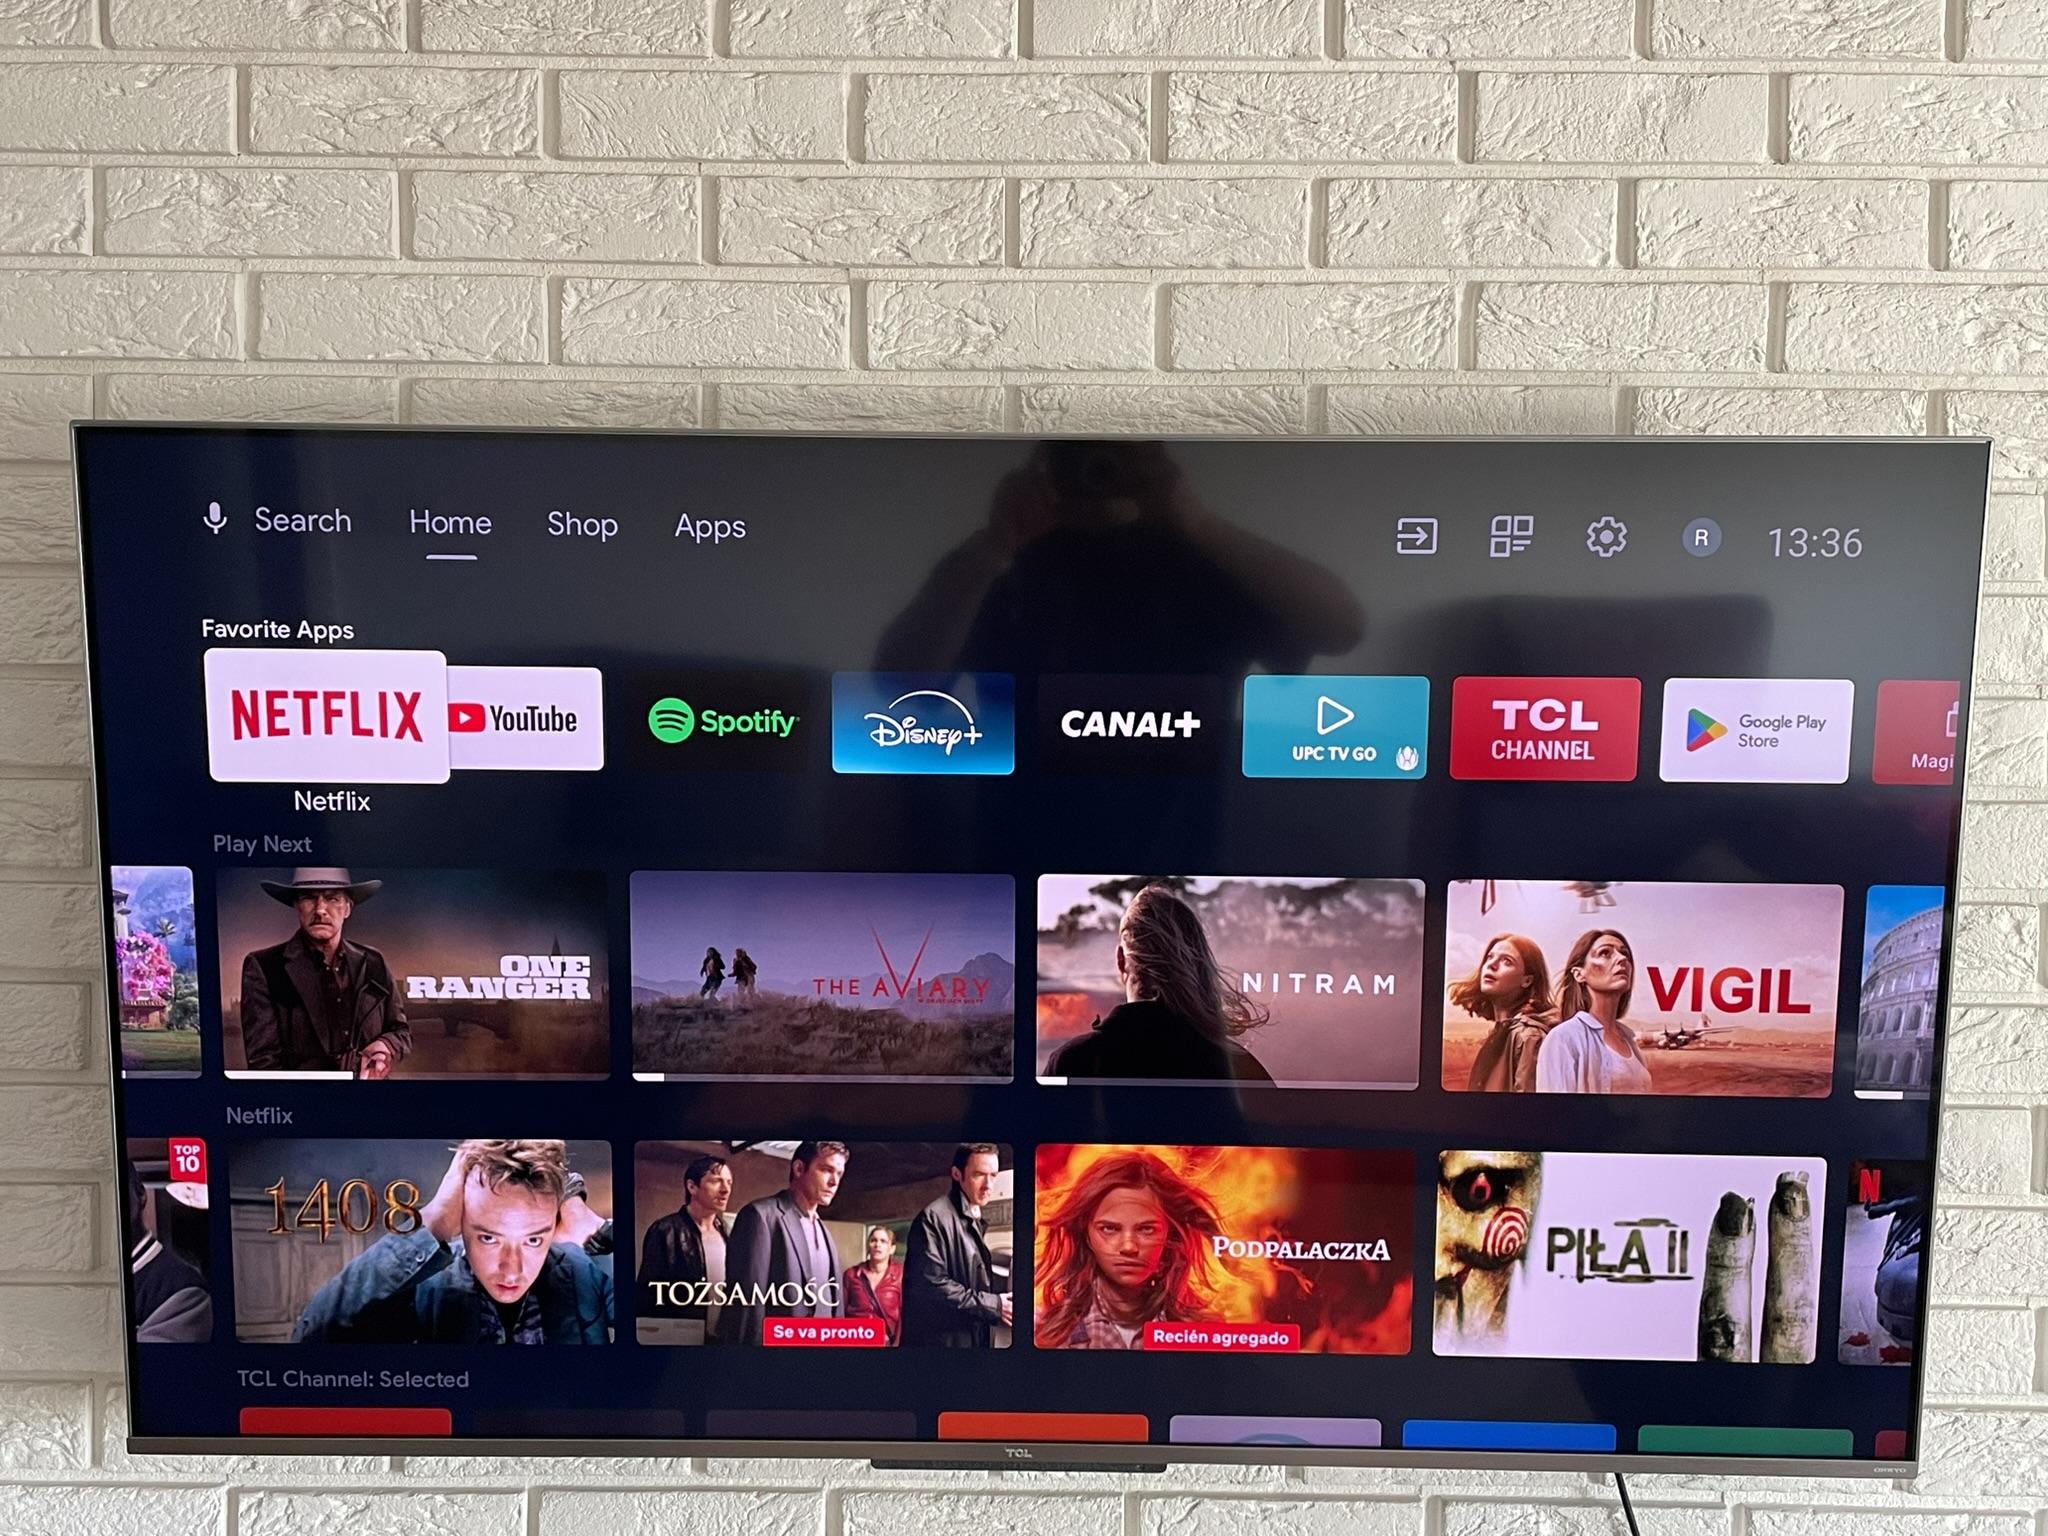 Search Home Shop Apps R 13:36
Favorite Apps
NETFLIX
YouTube
Spotify
Disney+
CANAL+
UPC TV GO
TCL
CHANNEL
Google Play
Store
Magi
Netflix
Play Next
ONE
RANGER
THE AVIARY
NITRAM
VIGIL
Netflix
TOP
10
1408
TOŻSAMOŚĆ
Se va pronto
PODPALACZKA
Recién agregado
PIŁA II
N
TCL Channel: Selected
TCL
ONKYO